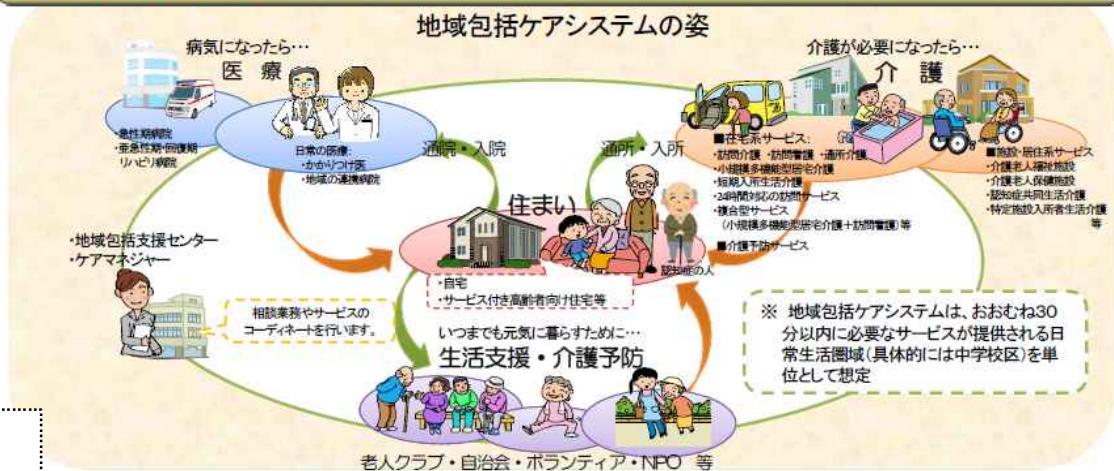 地域包括ケアシステムの姿
病気になったら…
医療
・急性期病院
・亜急性期・回復期
リハビリ病院
日常の医療:
・かかりつけ医
・地域の連携病院
通院・入院
通所・入所
介護が必要になったら…
介護
■在宅系サービス:
・訪問介護 ・訪問看護 ・通所介護
・小規模多機能型居宅介護
・短期入所生活介護
・24時間対応の訪問サービス
・複合型サービス
(小規模多機能型居宅介護+訪問看護)等
■介護予防サービス
■施設・居住系サービス
・介護老人福祉施設
・介護老人保健施設
・認知症共同生活介護
・特定施設入所者生活介護
等
住まい
認知症の人
・自宅
・サービス付き高齢者向け住宅等
・地域包括支援センター
・ケアマネジャー
相談業務やサービスの
コーディネートを行います。
いつまでも元気に暮らすために…
生活支援・介護予防
老人クラブ・自治会・ボランティア・NPO 等
※ 地域包括ケアシステムは、おおむね30
分以内に必要なサービスが提供される日
常生活圏域(具体的には中学校区)を単
位として想定